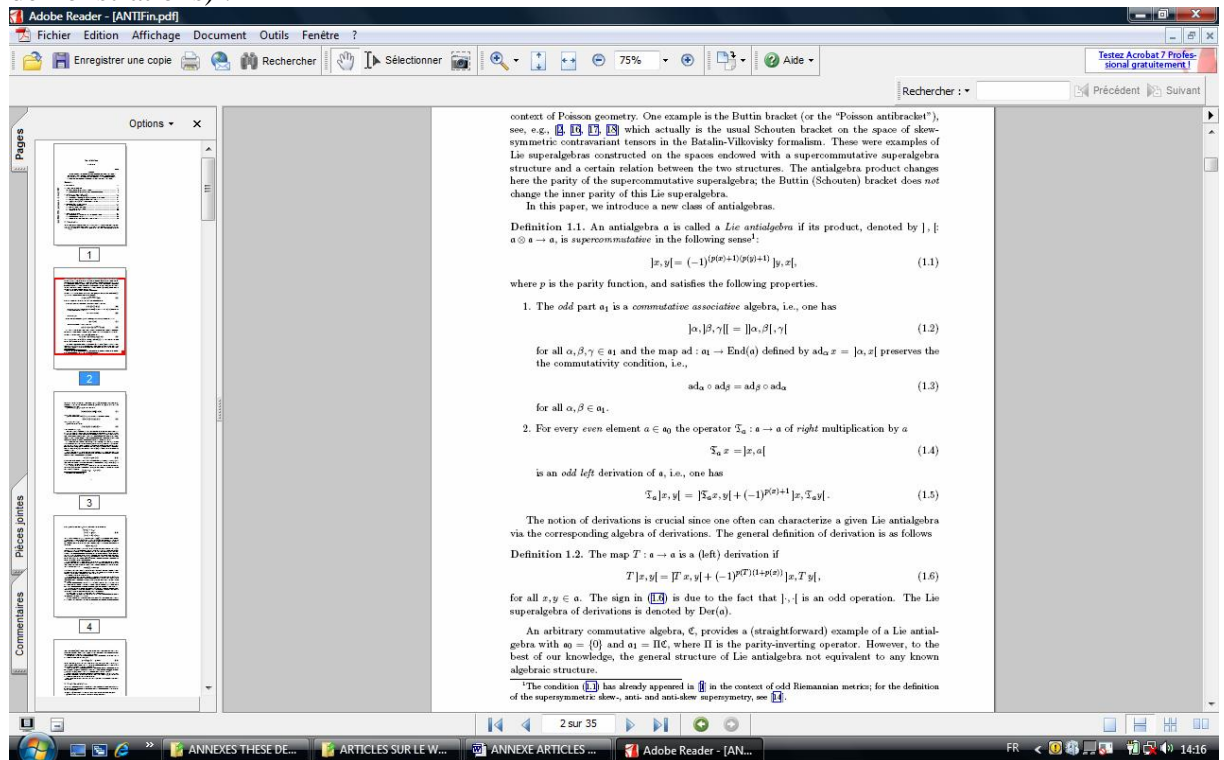 Adobe Reader - [ANTIFin.pdf]
Fichier Edition Affichage Document Outils Fenêtre ?
Enregistrer une copie Rechercher Sélectionner 75% Aide
Testez Acrobat 7 Profes-
sional gratuitement !
Rechercher : Précédent Suivant
Options x
Pages
1
2
3
4
Pièces jointes
Commentaires
context of Poisson geometry. One example is the Buttin bracket (or the “Poisson antibracket”),
see, e.g., [, 16, 17, 18] which actually is the usual Schouten bracket on the space of skew-
symmetric contravariant tensors in the Batalin-Vilkovisky formalism. These were examples of
Lie superalgebras constructed on the spaces endowed with a supercommutative superalgebra
structure and a certain relation between the two structures. The antialgebra product changes
here the parity of the supercommutative superalgebra; the Buttin (Schouten) bracket does not
change the inner parity of this Lie superalgebra.
In this paper, we introduce a new class of antialgebras.
Definition 1.1. An antialgebra 𝔞 is called a Lie antialgebra if its product, denoted by ] , [:
𝔞 ⊗ 𝔞 → 𝔞, is supercommutative in the following sense¹:
]x, y[ = (−1)^{(p(x)+1)(p(y)+1)} ]y, x[, (1.1)
where p is the parity function, and satisfies the following properties.
1. The odd part 𝔞₁ is a commutative associative algebra, i.e., one has
]α, ]β, γ[[ = ]]α, β[, γ[ (1.2)
for all α, β, γ ∈ 𝔞₁ and the map ad : 𝔞₁ → End(𝔞) defined by ad_α x = ]α, x[ preserves the
the commutativity condition, i.e.,
ad_α ∘ ad_β = ad_β ∘ ad_α (1.3)
for all α, β ∈ 𝔞₁.
2. For every even element a ∈ 𝔞₀ the operator 𝔗_a : 𝔞 → 𝔞 of right multiplication by a
𝔗_a x = ]x, a[ (1.4)
is an odd left derivation of 𝔞, i.e., one has
𝔗_a ]x, y[ = ]𝔗_a x, y[ + (−1)^{p(x)+1} ]x, 𝔗_a y[ . (1.5)
The notion of derivations is crucial since one often can characterize a given Lie antialgebra
via the corresponding algebra of derivations. The general definition of derivation is as follows
Definition 1.2. The map T : 𝔞 → 𝔞 is a (left) derivation if
T ]x, y[ = ]T x, y[ + (−1)^{p(T)(1+p(x))} ]x, T y[ , (1.6)
for all x, y ∈ 𝔞. The sign in (1.6) is due to the fact that ]·, ·[ is an odd operation. The Lie
superalgebra of derivations is denoted by Der(𝔞).
An arbitrary commutative algebra, ℭ, provides a (straightforward) example of a Lie antial-
gebra with 𝔞₀ = {0} and 𝔞₁ = Πℭ, where Π is the parity-inverting operator. However, to the
best of our knowledge, the general structure of Lie antialgebra not equivalent to any known
algebraic structure.
¹The condition (1.1) has already appeared in [] in the context of odd Riemannian metrics; for the definition
of the supersymmetric skew-, anti- and anti-skew supersymetry, see [14].
2 sur 35
ANNEXES THESE DE... ARTICLES SUR LE W... ANNEXE ARTICLES ... Adobe Reader - [AN... FR 14:16